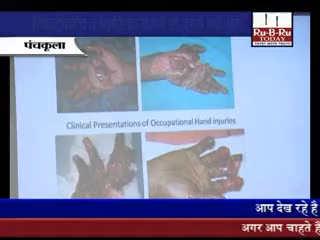 Ru-B-Ru
TODAY
पंचकूला
Clinical Presentations of Occupational Hand injuries
आप देख रहे है
अगर आप चाहते है